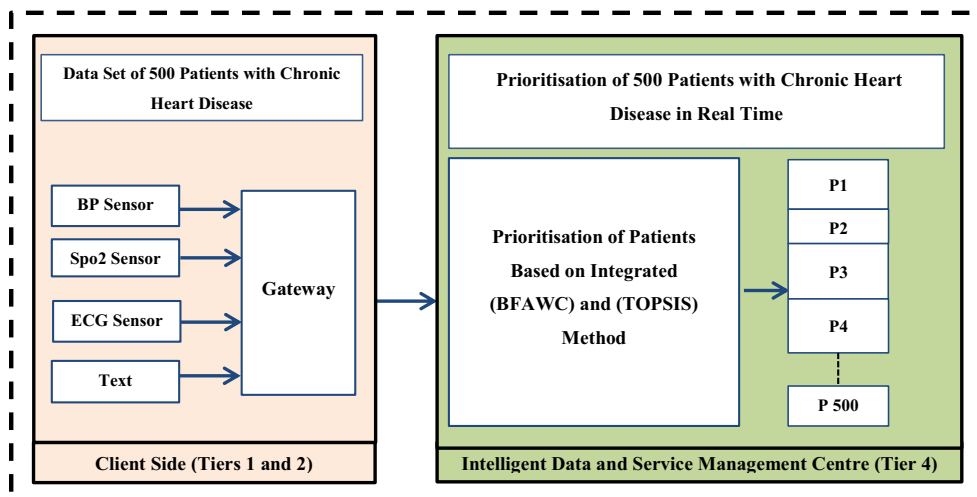 Data Set of 500 Patients with Chronic
Heart Disease
BP Sensor
Spo2 Sensor
ECG Sensor
Text
Gateway
Client Side (Tiers 1 and 2)
Prioritisation of 500 Patients with Chronic Heart
Disease in Real Time
Prioritisation of Patients
Based on Integrated
(BFAWC) and (TOPSIS)
Method
P1
P2
P3
P4
P 500
Intelligent Data and Service Management Centre (Tier 4)